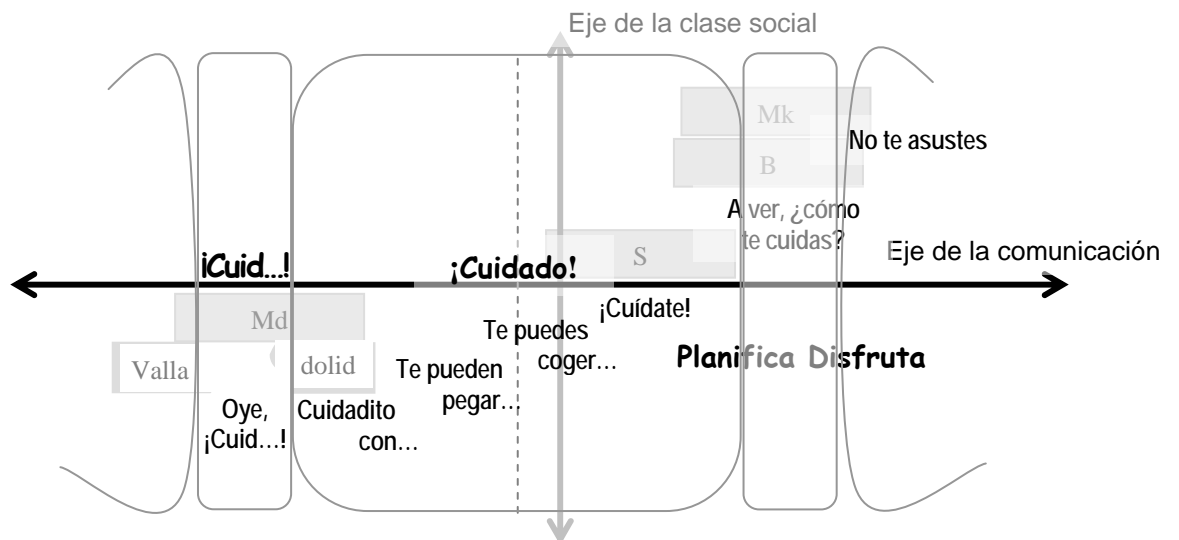 Eje de la clase social
Mk
No te asustes
B
A ver, ¿cómo
te cuidas?
S
Eje de la comunicación
¡Cuid...!
¡Cuidado!
¡Cuídate!
Md
Te puedes
coger...
Planifica Disfruta
Valla
dolid
Te pueden
pegar...
Oye,
¡Cuid...!
Cuidadito
con...